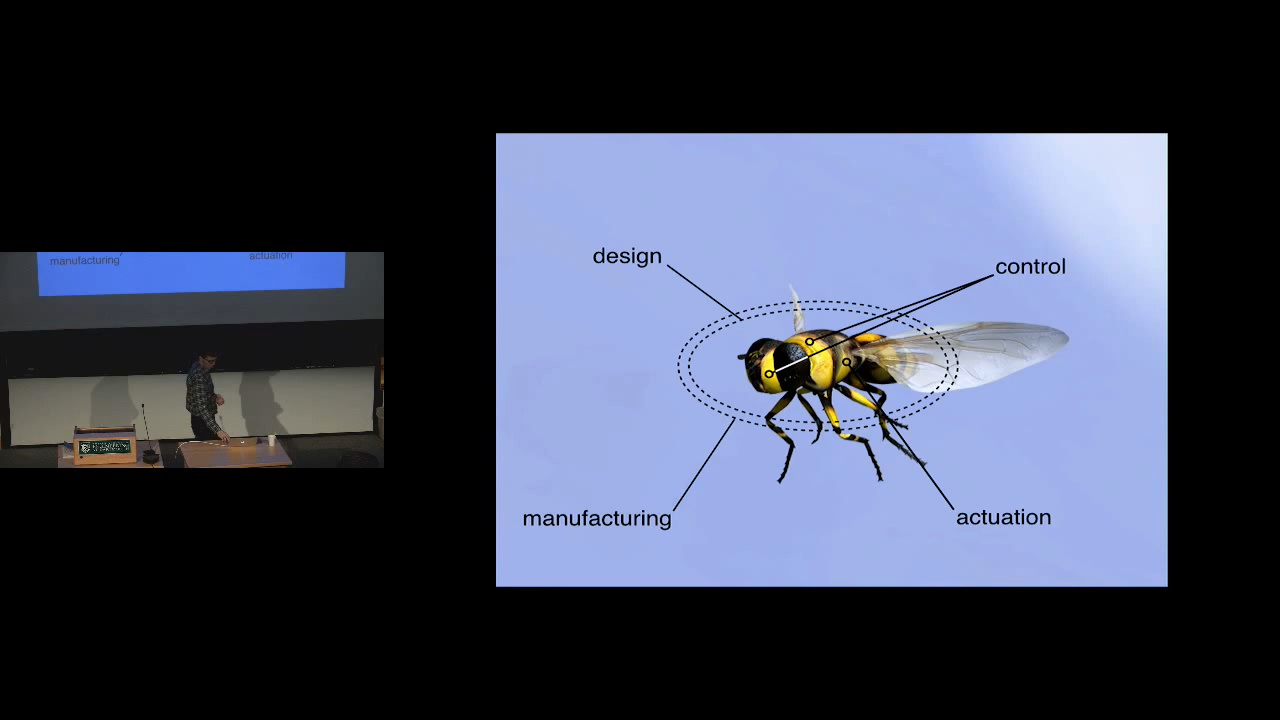 design
control
manufacturing
actuation
manufacturing
actuation